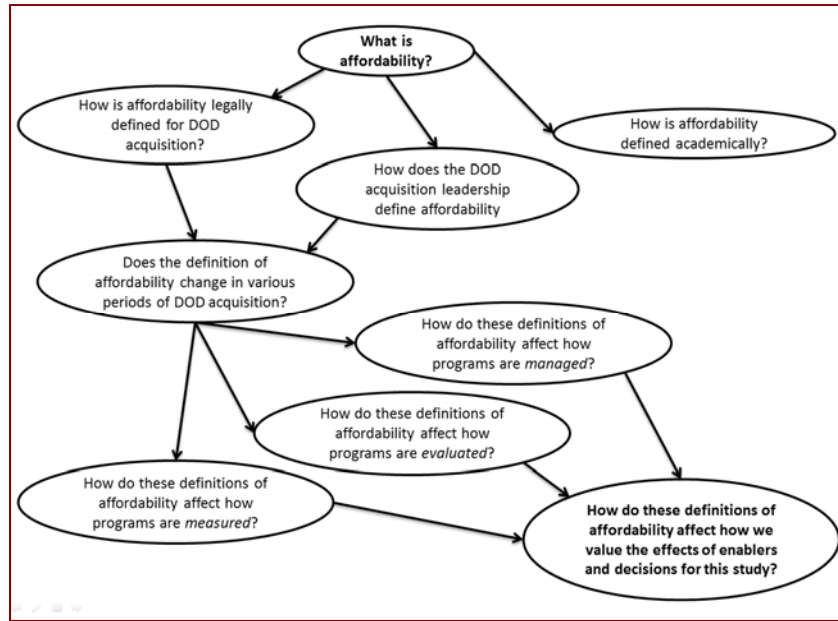 What is
affordability?
How is affordability legally
defined for DOD
acquisition?
How is affordability
defined academically?
How does the DOD
acquisition leadership
define affordability
Does the definition of
affordability change in various
periods of DOD acquisition?
How do these definitions of
affordability affect how
programs are managed?
How do these definitions of
affordability affect how
programs are evaluated?
How do these definitions of
affordability affect how
programs are measured?
How do these definitions of
affordability affect how we
value the effects of enablers
and decisions for this study?